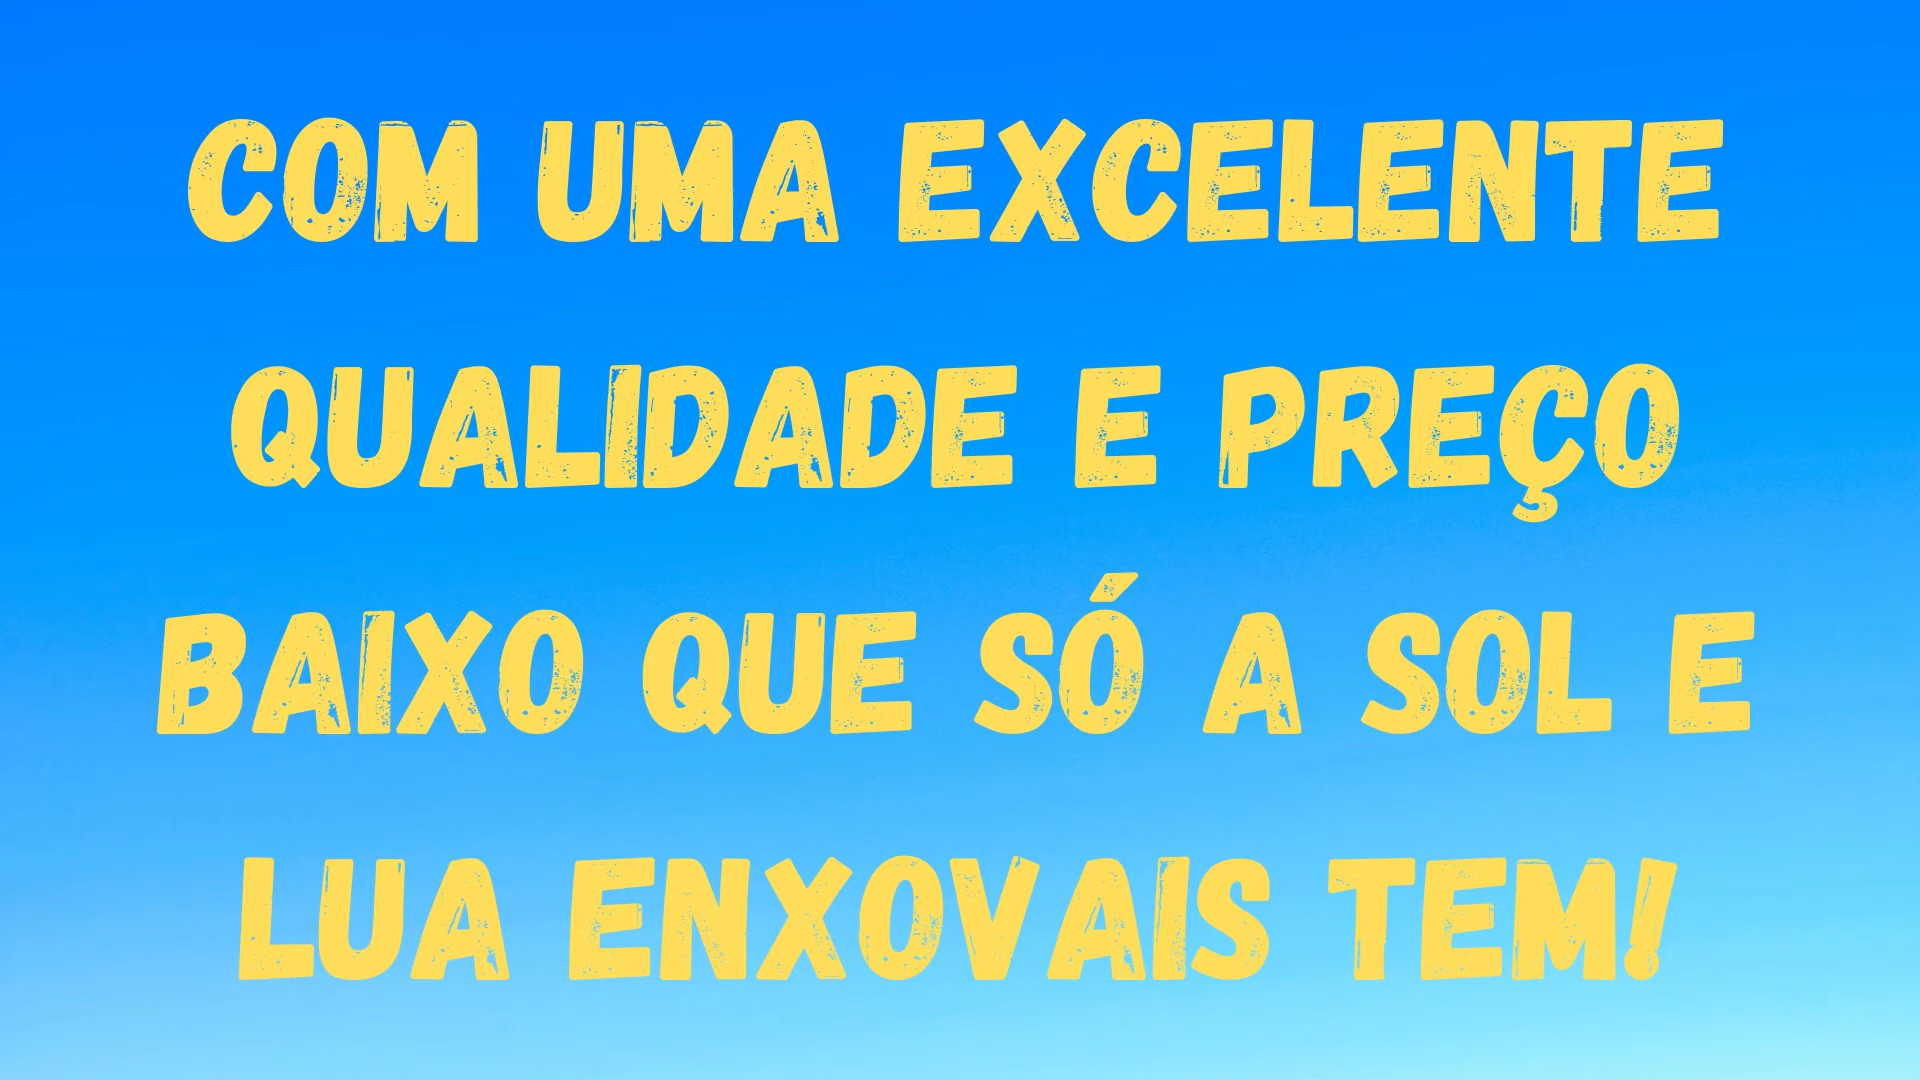 COM UMA EXCELENTE
QUALIDADE E PREÇO
BAIXO QUE SÓ A SOL E
LUA ENXOVAIS TEM!